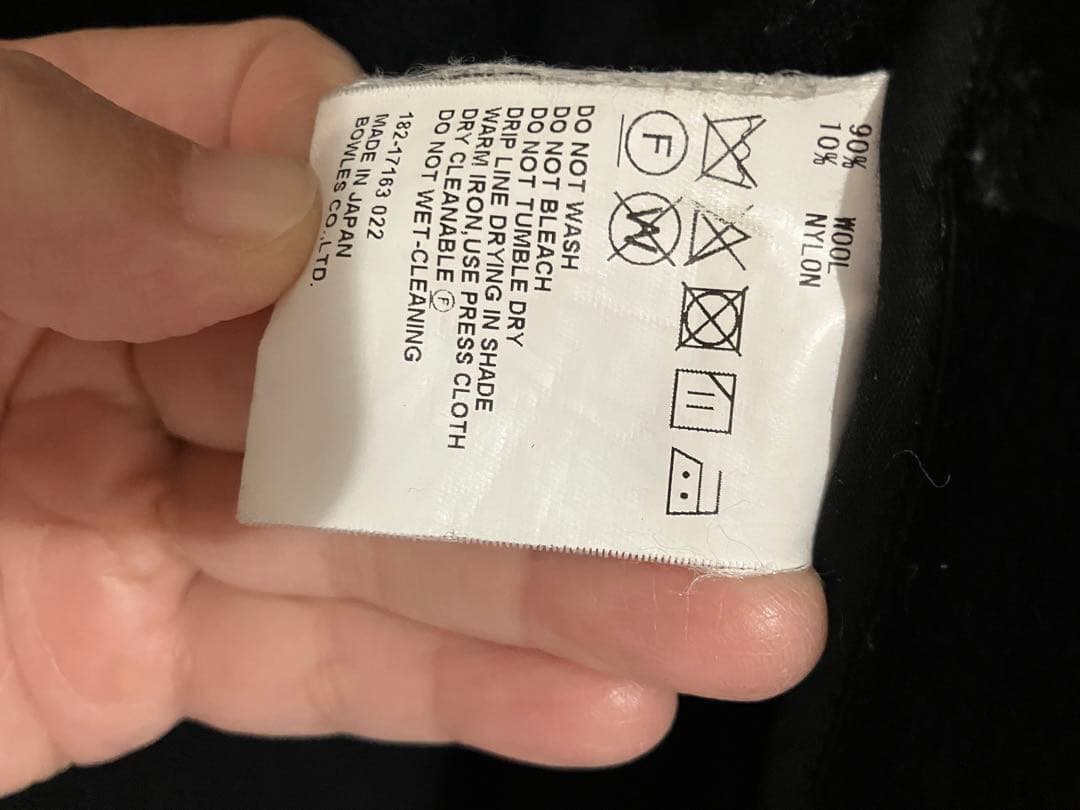 90% WOOL
10% NYLON
F W
DO NOT WASH
DO NOT BLEACH
DO NOT TUMBLE DRY
DRIP LINE DRYING IN SHADE
WARM IRON,USE PRESS CLOTH
DRY CLEANABLE Ⓕ
DO NOT WET-CLEANING
182-17163 022
MADE IN JAPAN
BOWLES CO.,LTD.